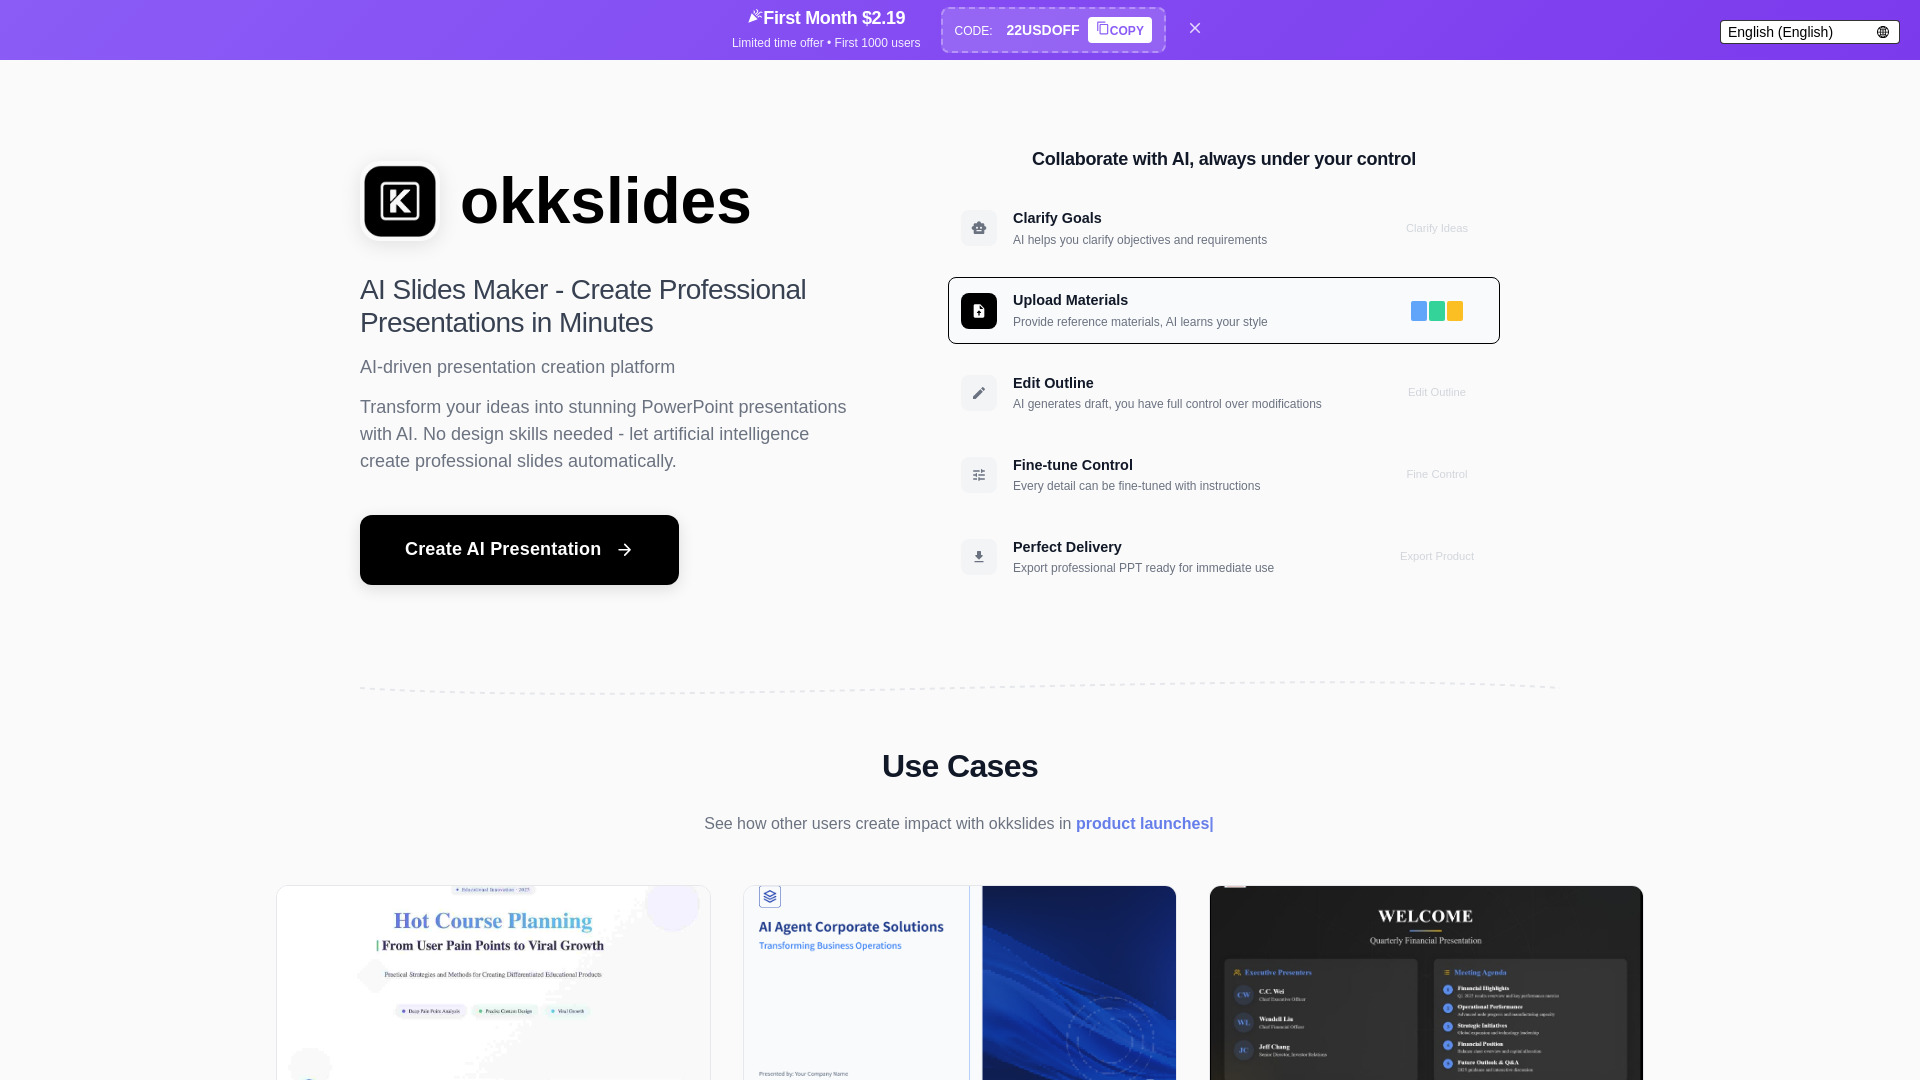 First Month $2.19
Limited time offer • First 1000 users
CODE: 22USDOFF COPY
English (English)
okkslides
AI Slides Maker - Create Professional
Presentations in Minutes
AI-driven presentation creation platform
Transform your ideas into stunning PowerPoint presentations
with AI. No design skills needed - let artificial intelligence
create professional slides automatically.
Create AI Presentation
Collaborate with AI, always under your control
Clarify Goals
AI helps you clarify objectives and requirements
Clarify Ideas
Upload Materials
Provide reference materials, AI learns your style
Edit Outline
AI generates draft, you have full control over modifications
Edit Outline
Fine-tune Control
Every detail can be fine-tuned with instructions
Fine Control
Perfect Delivery
Export professional PPT ready for immediate use
Export Product
Use Cases
See how other users create impact with okkslides in product launches|
Educational Innovation · 2025
Hot Course Planning
From User Pain Points to Viral Growth
Practical Strategies and Methods for Creating Differentiated Educational Products
Deep Pain Point Analysis
Precise Content Design
Viral Growth
AI Agent Corporate Solutions
Transforming Business Operations
Presented by: Your Company Name
WELCOME
Quarterly Financial Presentation
Executive Presenters
CW
C.C. Wei
Chief Executive Officer
WL
Wendell Liu
Chief Financial Officer
JC
Jeff Chang
Senior Director, Investor Relations
Meeting Agenda
Financial Highlights
Operational Performance
Strategic Initiatives
Global expansion and technology leadership
Financial Position
Future Outlook & Q&A